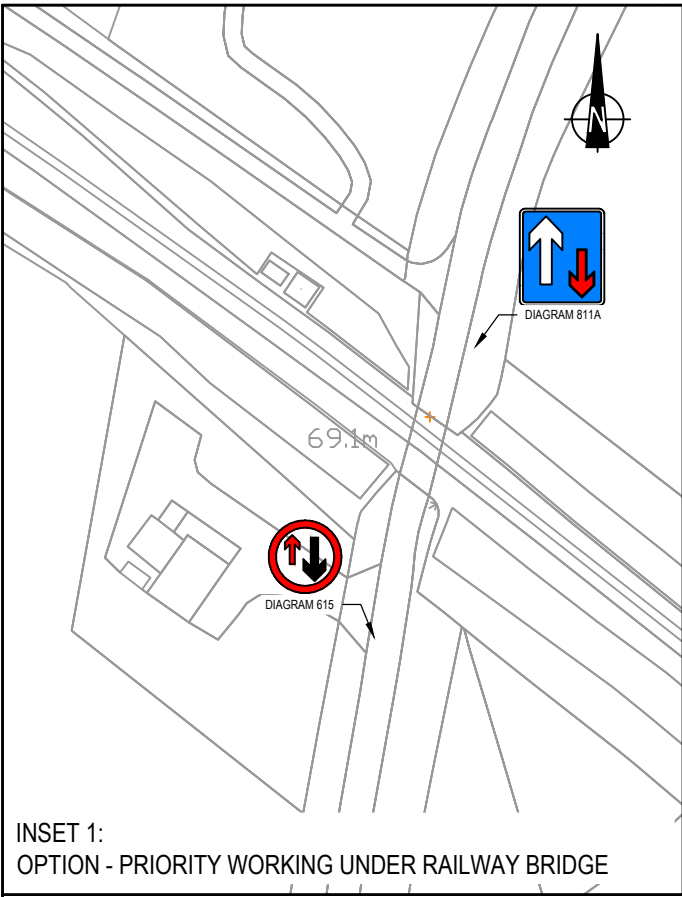 N
DIAGRAM 811A
69.1m
DIAGRAM 615
INSET 1:
OPTION - PRIORITY WORKING UNDER RAILWAY BRIDGE